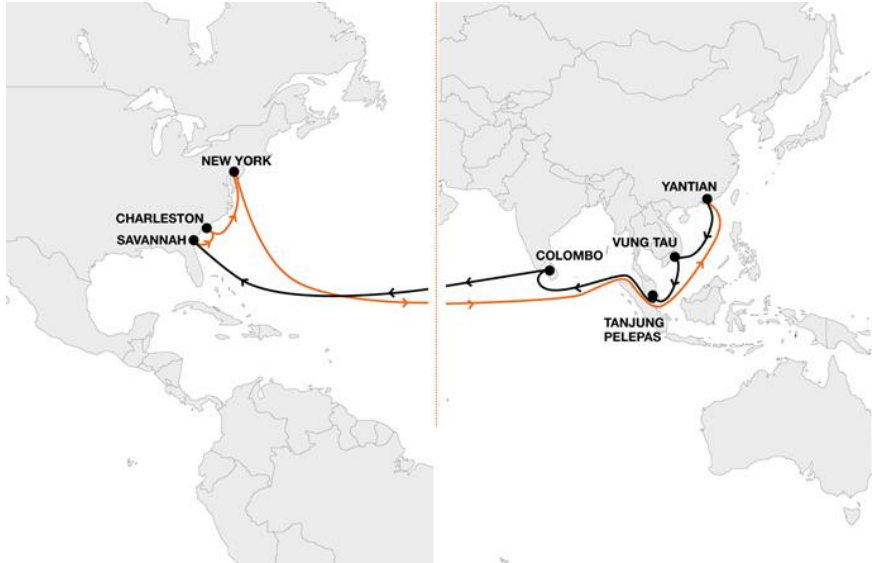 NEW YORK
CHARLESTON
SAVANNAH
YANTIAN
VUNG TAU
COLOMBO
TANJUNG
PELEPAS